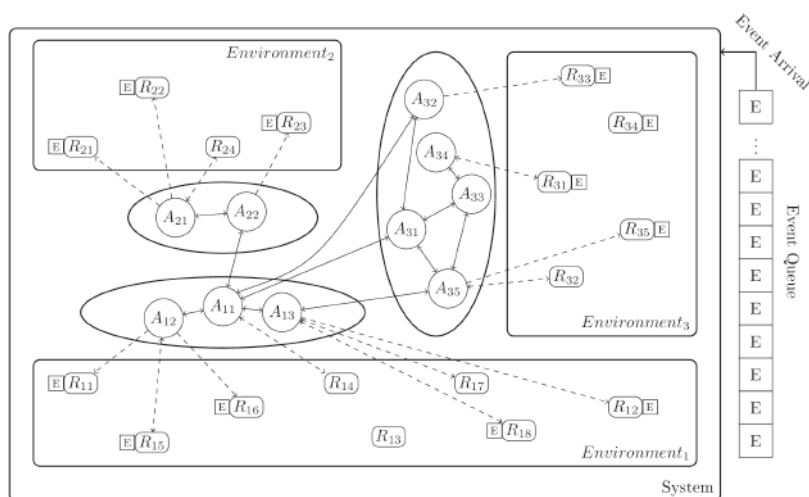 Event Arrival
Environment₂
E R₂₂
E R₂₃
E R₂₁
R₂₄
A₂₁
A₂₂
A₃₂
A₃₄
A₃₃
A₃₁
A₃₅
R₃₃ E
R₃₄ E
R₃₁ E
R₃₅ E
R₃₂
Environment₃
A₁₂
A₁₁
A₁₃
E R₁₁
R₁₄
R₁₇
E R₁₆
R₁₂ E
E R₁₅
R₁₃
E R₁₈
Environment₁
System
E
⋮
E
E
E
E
E
E
E
E
E
Event Queue